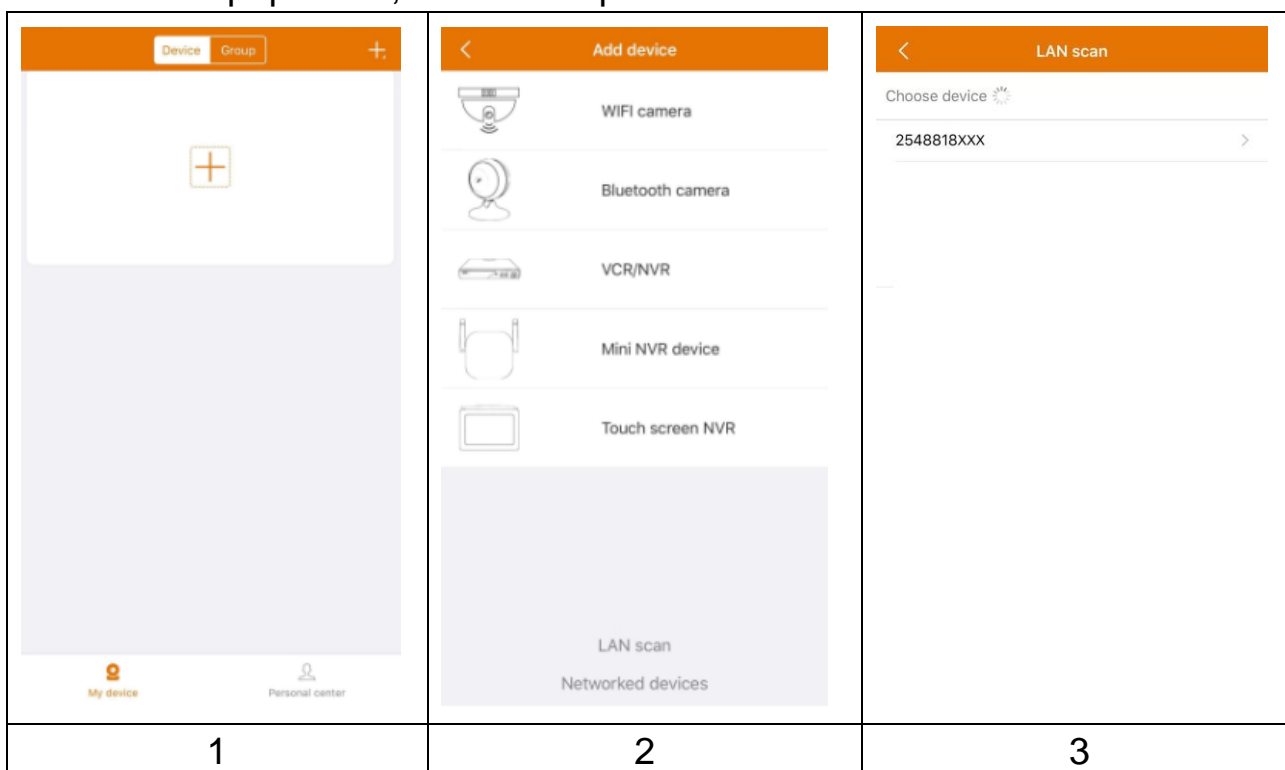 Device Group
My device Personal center
Add device
WIFI camera
Bluetooth camera
VCR/NVR
Mini NVR device
Touch screen NVR
LAN scan
Networked devices
LAN scan
Choose device
2548818XXX
1 2 3